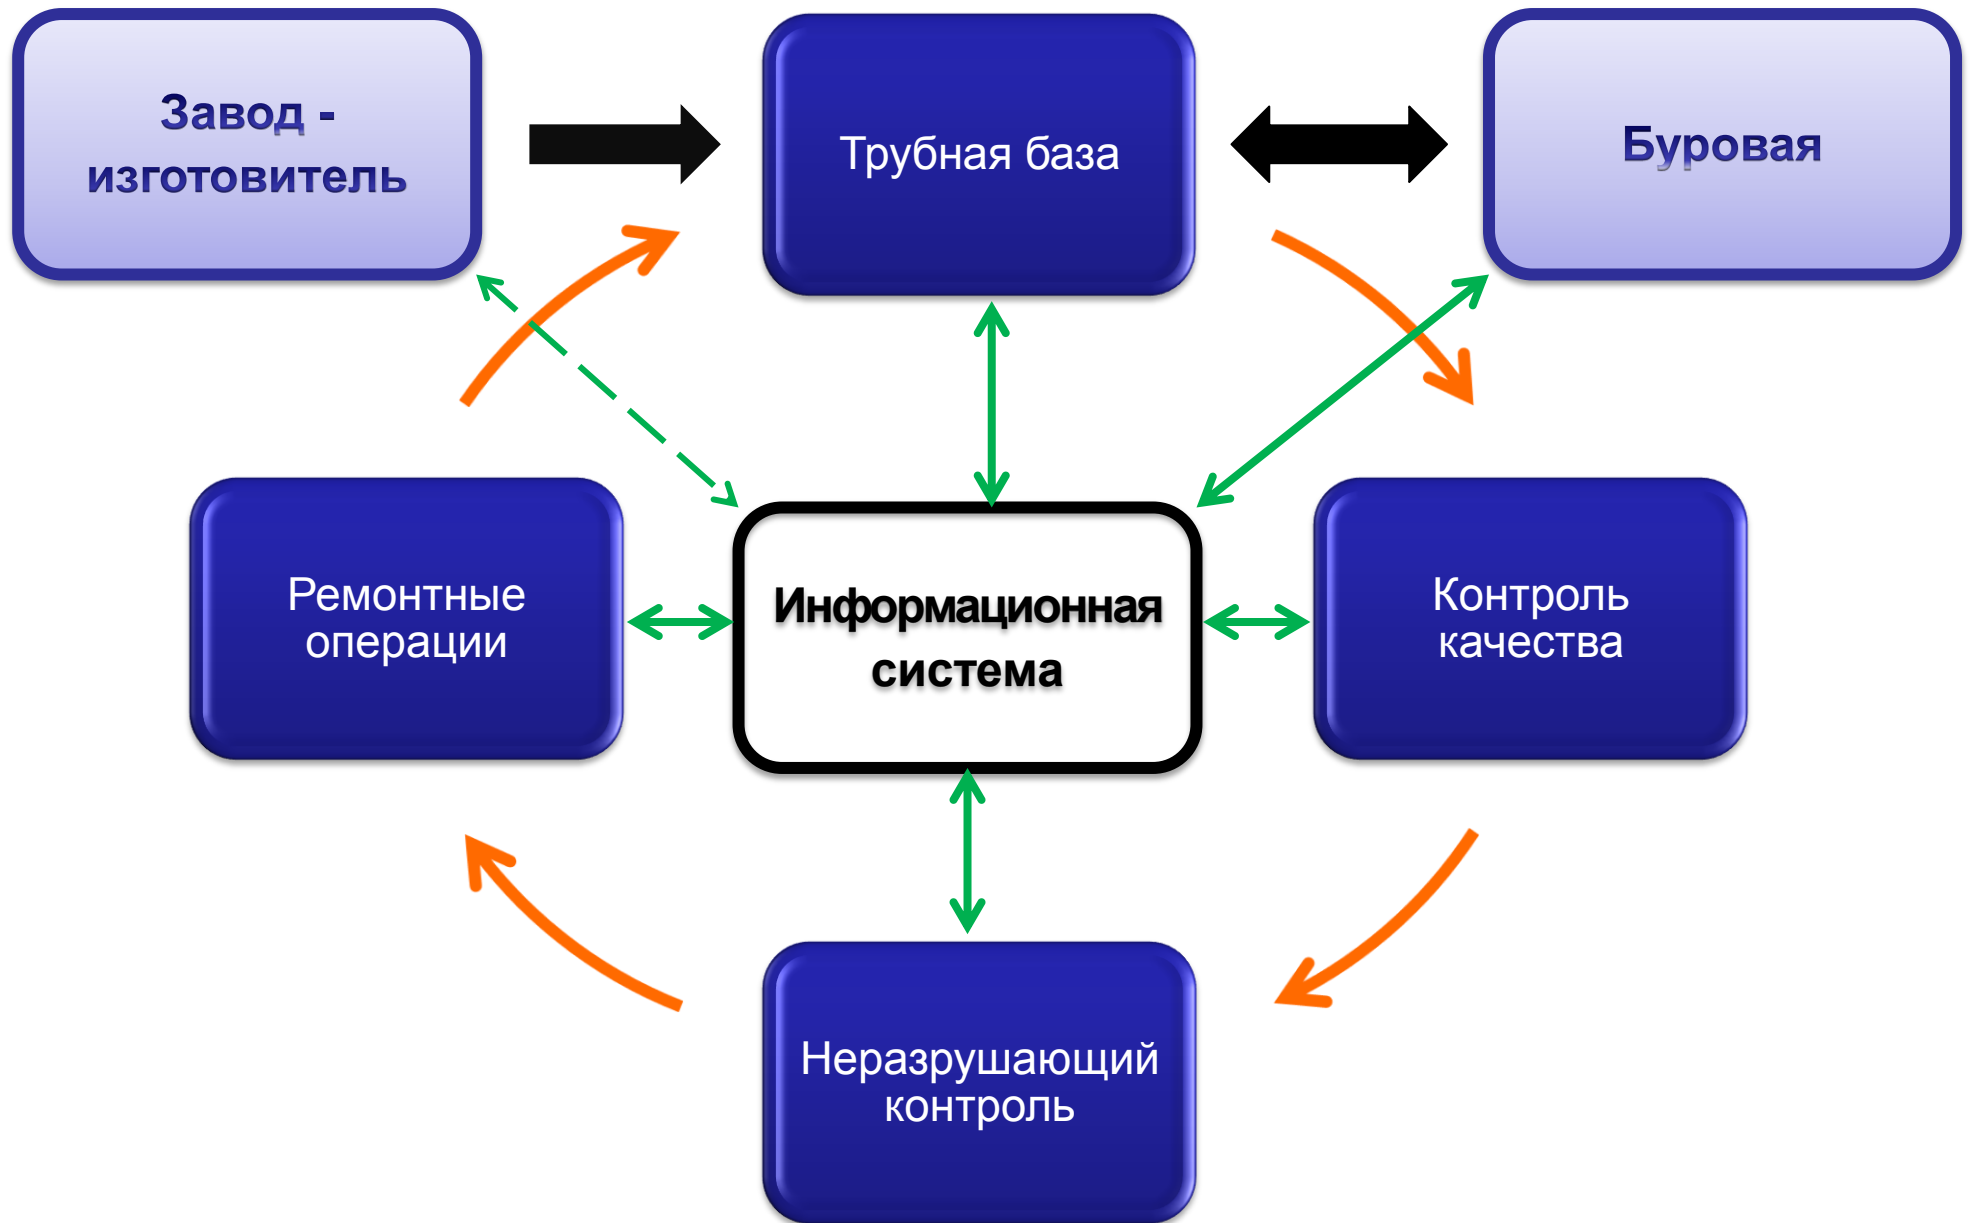 Завод -
изготовитель
Трубная база
Буровая
Ремонтные
операции
Информационная
система
Контроль
качества
Неразрушающий
контроль